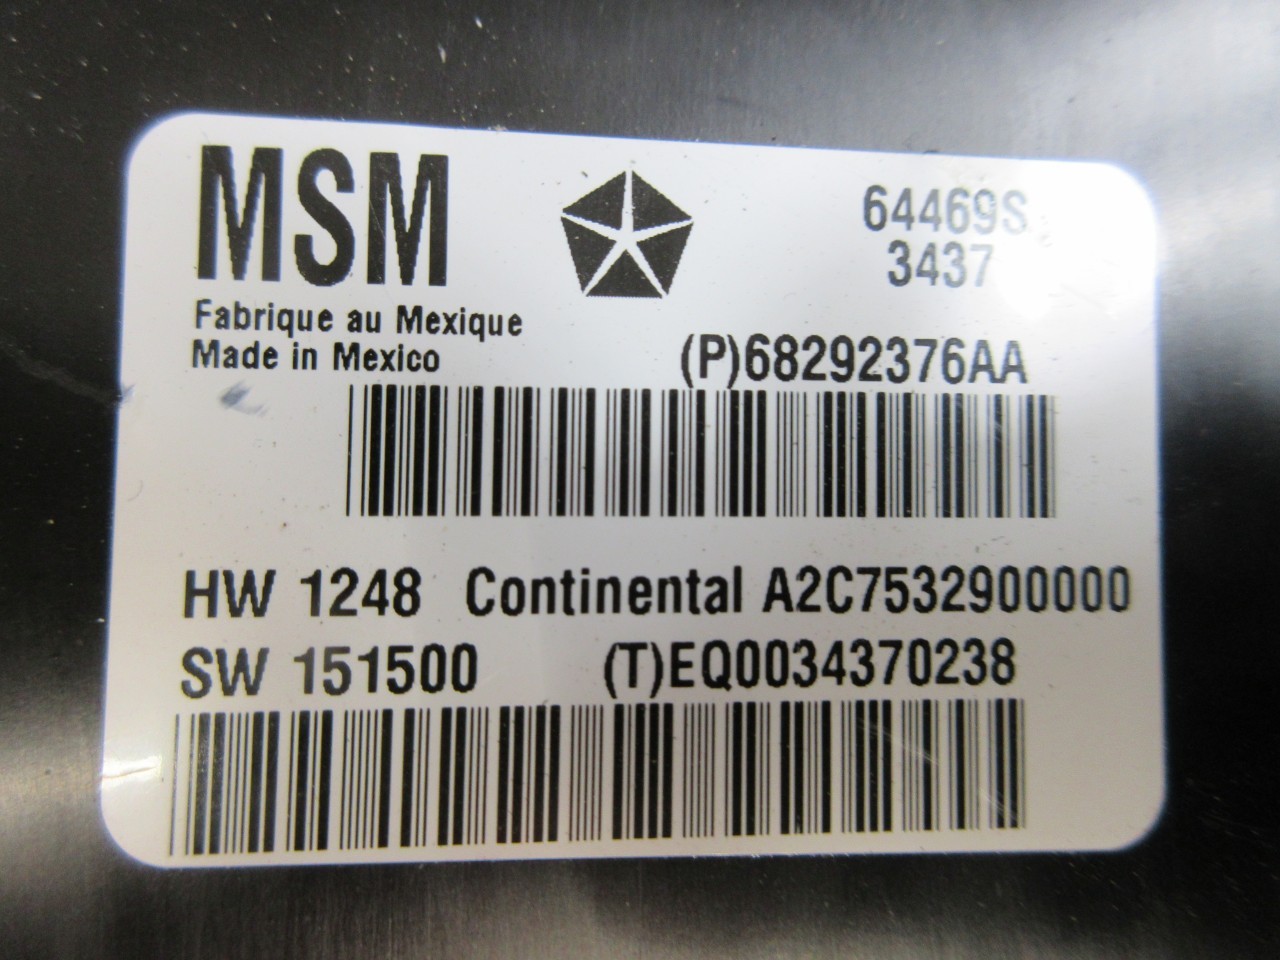 MSM
64469S
3437
Fabrique au Mexique
Made in Mexico
(P)68292376AA
HW 1248 Continental A2C7532900000
SW 151500 (T)EQ0034370238